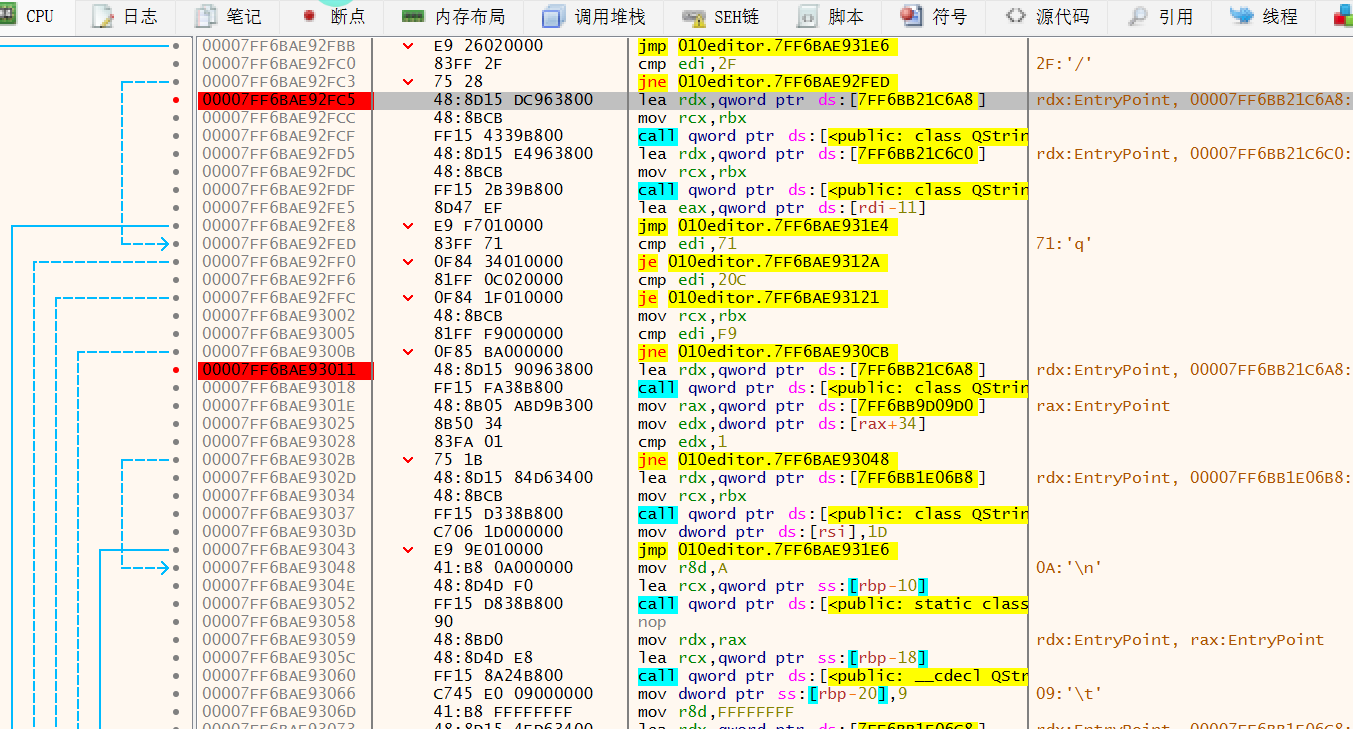 CPU 日志 笔记 断点 内存布局 调用堆栈 SEH链 脚本 符号 源代码 引用 线程
00007FF6BAE92FBB E9 26020000 jmp 010editor.7FF6BAE931E6
00007FF6BAE92FC0 83FF 2F cmp edi,2F 2F:'/'
00007FF6BAE92FC3 75 28 jne 010editor.7FF6BAE92FED
00007FF6BAE92FC5 48:8D15 DC963800 lea rdx,qword ptr ds:[7FF6BB21C6A8] rdx:EntryPoint, 00007FF6BB21C6A8:
00007FF6BAE92FCC 48:8BCB mov rcx,rbx
00007FF6BAE92FCF FF15 4339B800 call qword ptr ds:[<public: class QStrin
00007FF6BAE92FD5 48:8D15 E4963800 lea rdx,qword ptr ds:[7FF6BB21C6C0] rdx:EntryPoint, 00007FF6BB21C6C0:
00007FF6BAE92FDC 48:8BCB mov rcx,rbx
00007FF6BAE92FDF FF15 2B39B800 call qword ptr ds:[<public: class QStrin
00007FF6BAE92FE5 8D47 EF lea eax,qword ptr ds:[rdi-11]
00007FF6BAE92FE8 E9 F7010000 jmp 010editor.7FF6BAE931E4
00007FF6BAE92FED 83FF 71 cmp edi,71 71:'q'
00007FF6BAE92FF0 0F84 34010000 je 010editor.7FF6BAE9312A
00007FF6BAE92FF6 81FF 0C020000 cmp edi,20C
00007FF6BAE92FFC 0F84 1F010000 je 010editor.7FF6BAE93121
00007FF6BAE93002 48:8BCB mov rcx,rbx
00007FF6BAE93005 81FF F9000000 cmp edi,F9
00007FF6BAE9300B 0F85 BA000000 jne 010editor.7FF6BAE930CB
00007FF6BAE93011 48:8D15 90963800 lea rdx,qword ptr ds:[7FF6BB21C6A8] rdx:EntryPoint, 00007FF6BB21C6A8:
00007FF6BAE93018 FF15 FA38B800 call qword ptr ds:[<public: class QStrin
00007FF6BAE9301E 48:8B05 ABD9B300 mov rax,qword ptr ds:[7FF6BB9D09D0] rax:EntryPoint
00007FF6BAE93025 8B50 34 mov edx,dword ptr ds:[rax+34]
00007FF6BAE93028 83FA 01 cmp edx,1
00007FF6BAE9302B 75 1B jne 010editor.7FF6BAE93048
00007FF6BAE9302D 48:8D15 84D63400 lea rdx,qword ptr ds:[7FF6BB1E06B8] rdx:EntryPoint, 00007FF6BB1E06B8:
00007FF6BAE93034 48:8BCB mov rcx,rbx
00007FF6BAE93037 FF15 D338B800 call qword ptr ds:[<public: class QStrin
00007FF6BAE9303D C706 1D000000 mov dword ptr ds:[rsi],1D
00007FF6BAE93043 E9 9E010000 jmp 010editor.7FF6BAE931E6
00007FF6BAE93048 41:B8 0A000000 mov r8d,A 0A:'\n'
00007FF6BAE9304E 48:8D4D F0 lea rcx,qword ptr ss:[rbp-10]
00007FF6BAE93052 FF15 D838B800 call qword ptr ds:[<public: static class
00007FF6BAE93058 90 nop
00007FF6BAE93059 48:8BD0 mov rdx,rax rdx:EntryPoint, rax:EntryPoint
00007FF6BAE9305C 48:8D4D E8 lea rcx,qword ptr ss:[rbp-18]
00007FF6BAE93060 FF15 8A24B800 call qword ptr ds:[<public: __cdecl QStr
00007FF6BAE93066 C745 E0 09000000 mov dword ptr ss:[rbp-20],9 09:'\t'
00007FF6BAE9306D 41:B8 FFFFFFFF mov r8d,FFFFFFFF